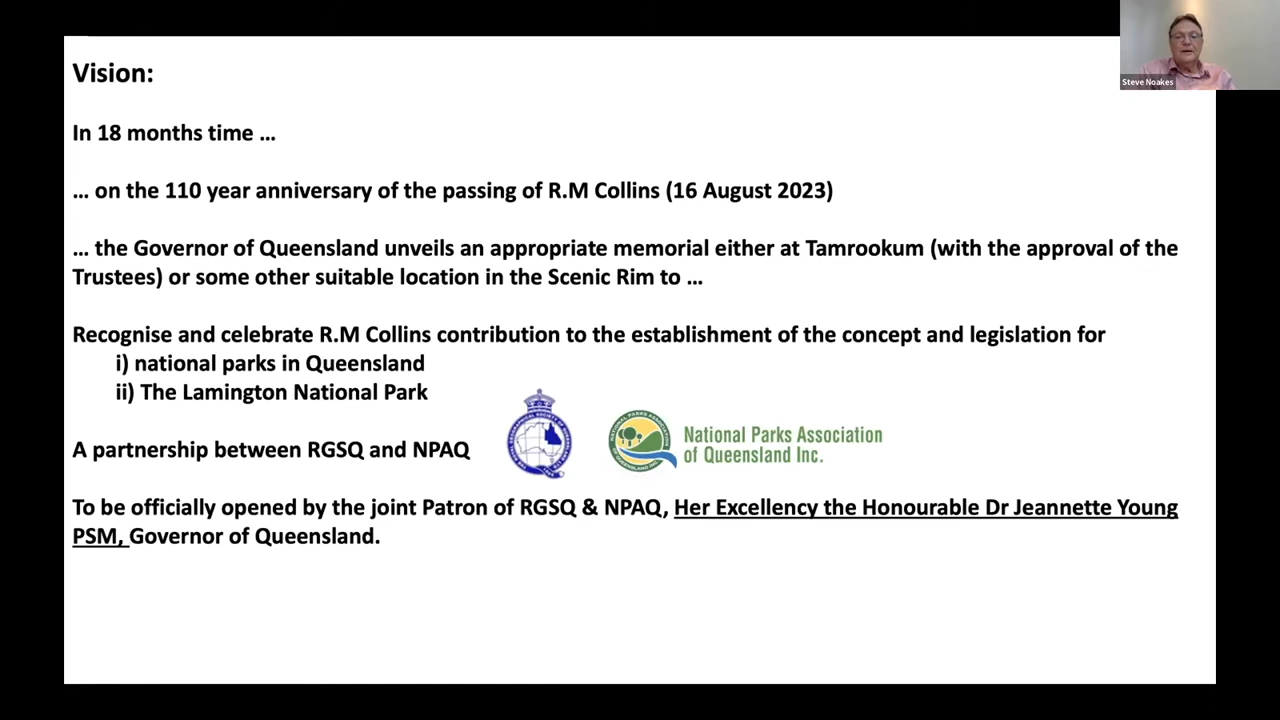 Steve Noakes
Vision:
In 18 months time …
… on the 110 year anniversary of the passing of R.M Collins (16 August 2023)
… the Governor of Queensland unveils an appropriate memorial either at Tamrookum (with the approval of the
Trustees) or some other suitable location in the Scenic Rim to …
Recognise and celebrate R.M Collins contribution to the establishment of the concept and legislation for
i) national parks in Queensland
ii) The Lamington National Park
A partnership between RGSQ and NPAQ
National Parks Association
of Queensland Inc.
To be officially opened by the joint Patron of RGSQ & NPAQ, Her Excellency the Honourable Dr Jeannette Young
PSM, Governor of Queensland.